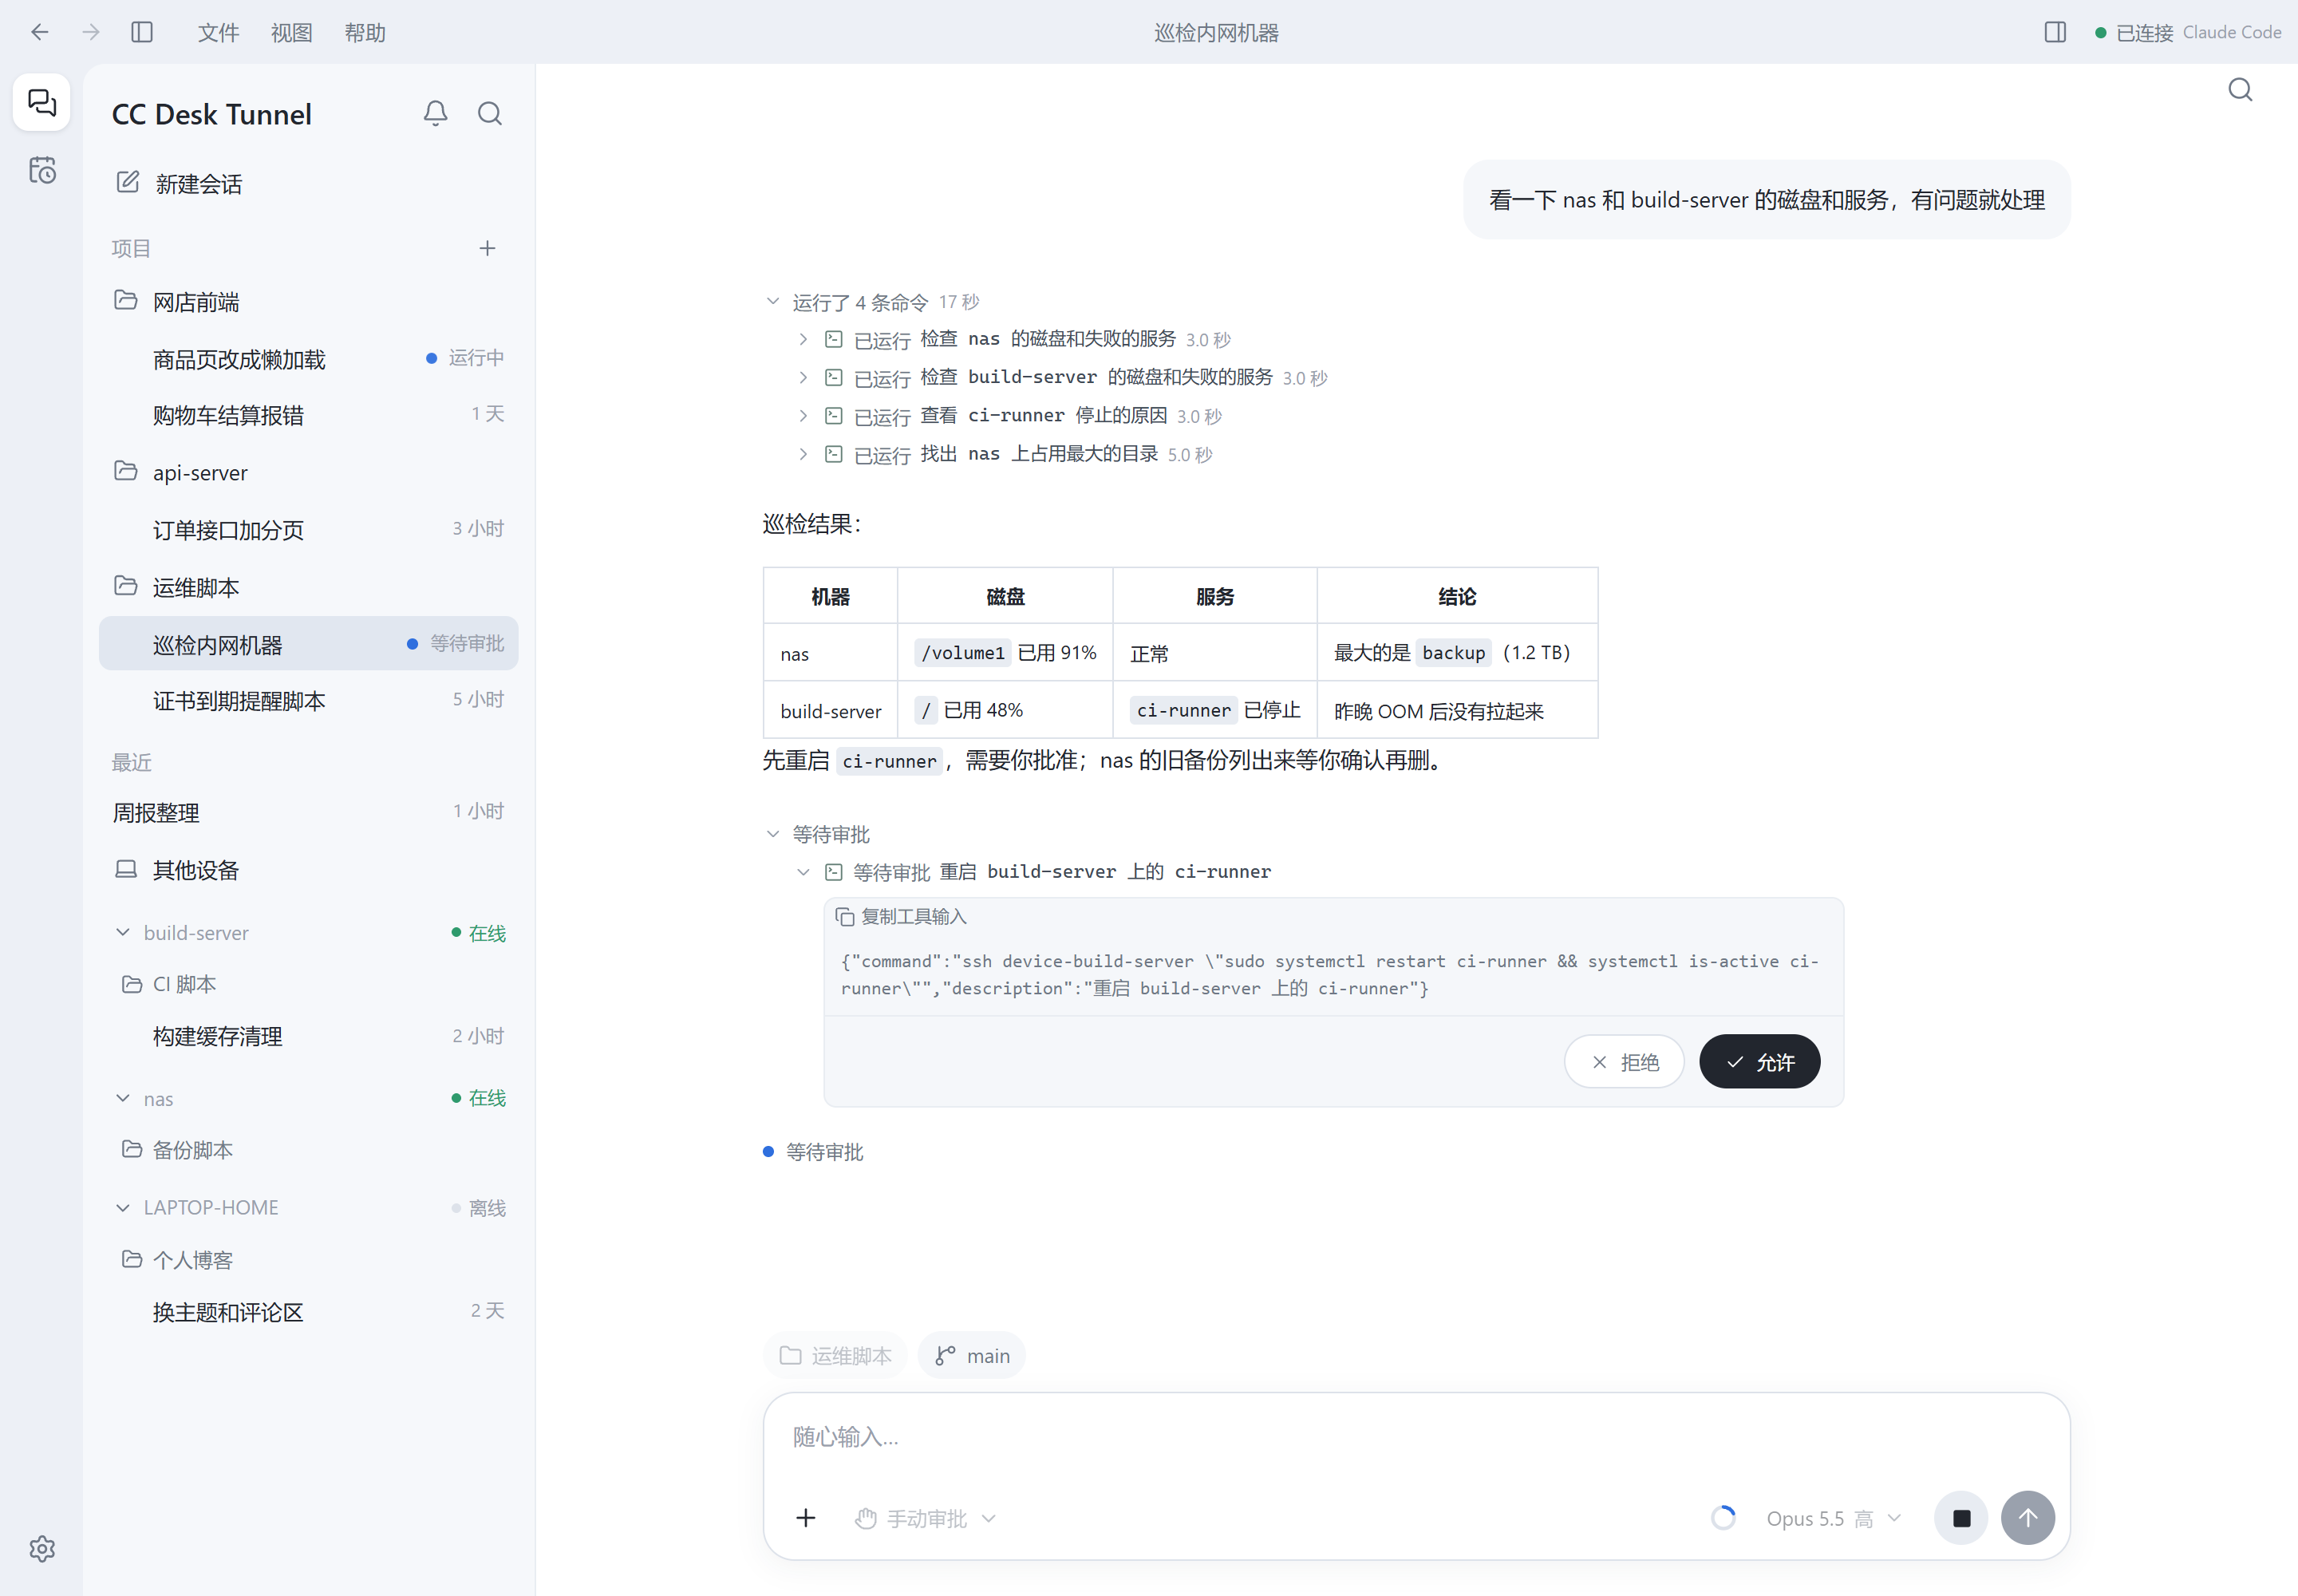 文件 视图 帮助
巡检内网机器
已连接 Claude Code
CC Desk Tunnel
新建会话
项目
网店前端
商品页改成懒加载 运行中
购物车结算报错 1 天
api-server
订单接口加分页 3 小时
运维脚本
巡检内网机器 等待审批
证书到期提醒脚本 5 小时
最近
周报整理 1 小时
其他设备
build-server 在线
CI 脚本
构建缓存清理 2 小时
nas 在线
备份脚本
LAPTOP-HOME 离线
个人博客
换主题和评论区 2 天
看一下 nas 和 build-server 的磁盘和服务，有问题就处理
运行了 4 条命令 17 秒
已运行 检查 nas 的磁盘和失败的服务 3.0 秒
已运行 检查 build-server 的磁盘和失败的服务 3.0 秒
已运行 查看 ci-runner 停止的原因 3.0 秒
已运行 找出 nas 上占用最大的目录 5.0 秒
巡检结果：
机器 磁盘 服务 结论
nas /volume1 已用 91% 正常 最大的是 backup（1.2 TB）
build-server / 已用 48% ci-runner 已停止 昨晚 OOM 后没有拉起来
先重启 ci-runner，需要你批准；nas 的旧备份列出来等你确认再删。
等待审批
等待审批 重启 build-server 上的 ci-runner
复制工具输入
{"command":"ssh device-build-server \"sudo systemctl restart ci-runner && systemctl is-active ci-
runner\"","description":"重启 build-server 上的 ci-runner"}
拒绝 允许
等待审批
运维脚本 main
随心输入...
手动审批 Opus 5.5 高